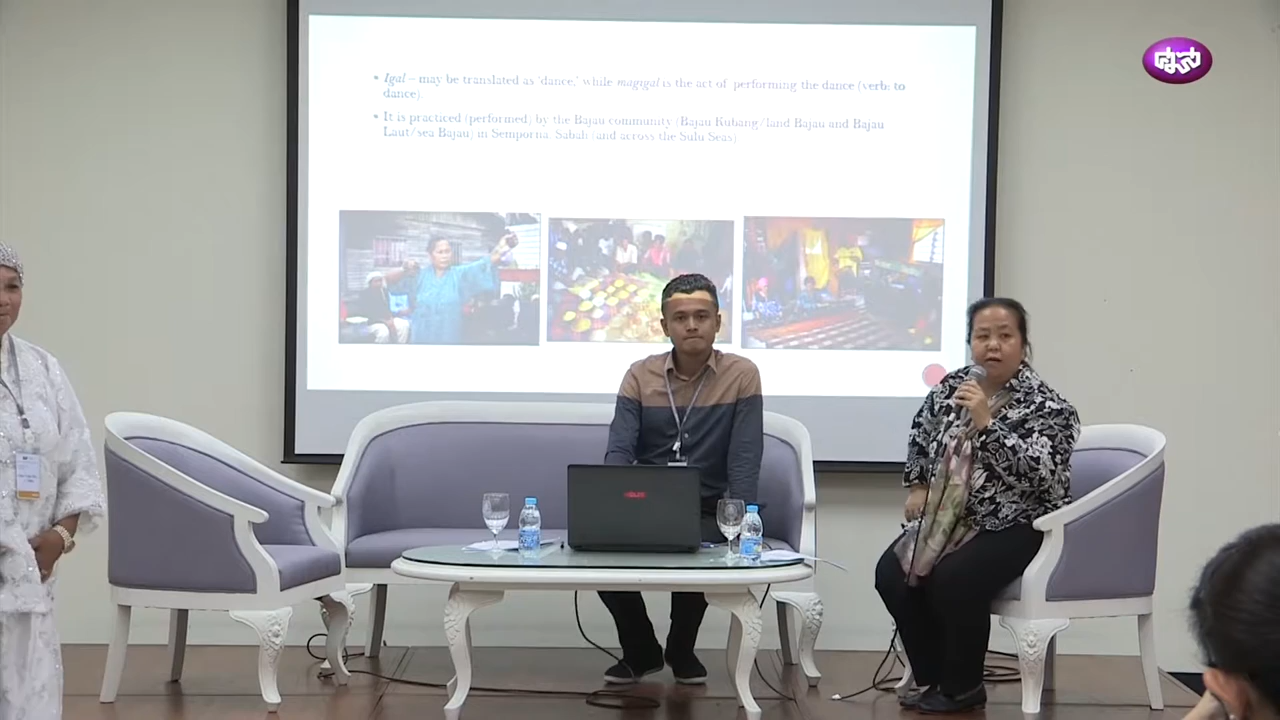 • Igal – may be translated as 'dance,' while magigal is the act of performing the dance (verb: to
dance).
• It is practiced (performed) by the Bajau community (Bajau Kubang/land Bajau and Bajau
Laut/sea Bajau) in Semporna, Sabah (and across the Sulu Seas)
ASUS